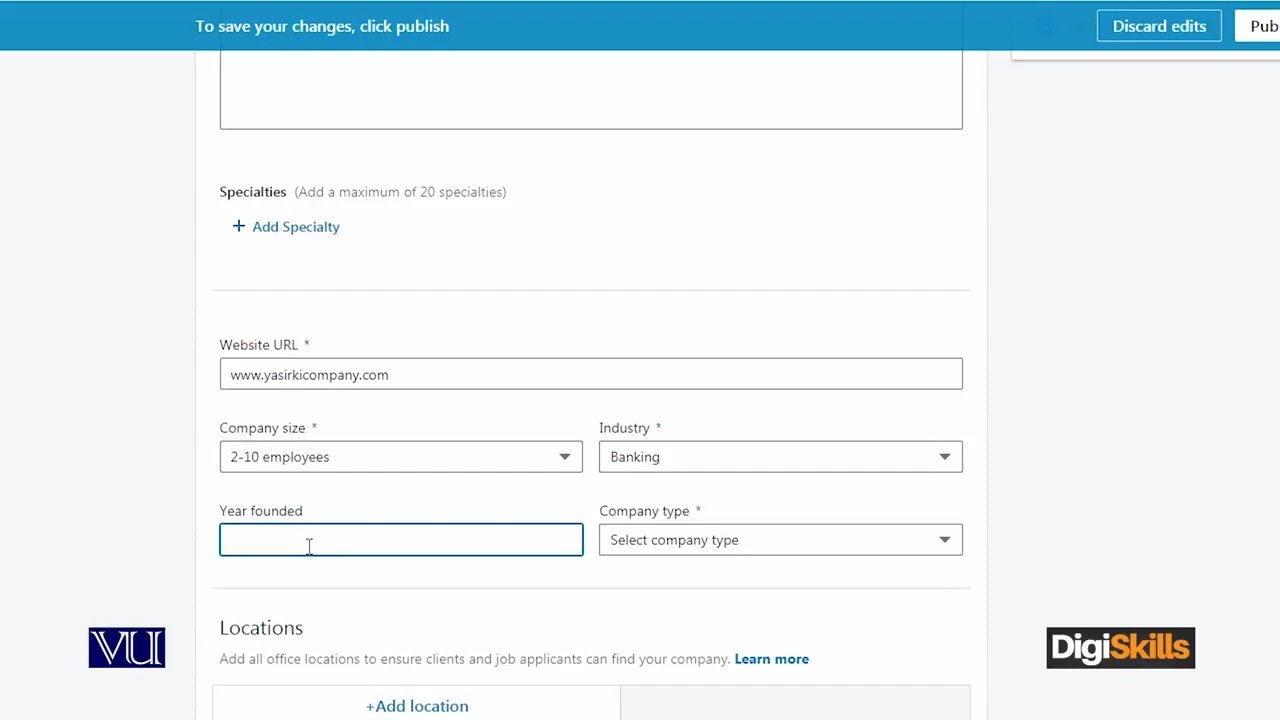 To save your changes, click publish
Discard edits
Pub
Specialties (Add a maximum of 20 specialties)
+ Add Specialty
Website URL *
www.yasirkicompany.com
Company size *
Industry *
2-10 employees
Banking
Year founded
Company type *
Select company type
Locations
Add all office locations to ensure clients and job applicants can find your company. Learn more
+Add location
VU
DigiSkills